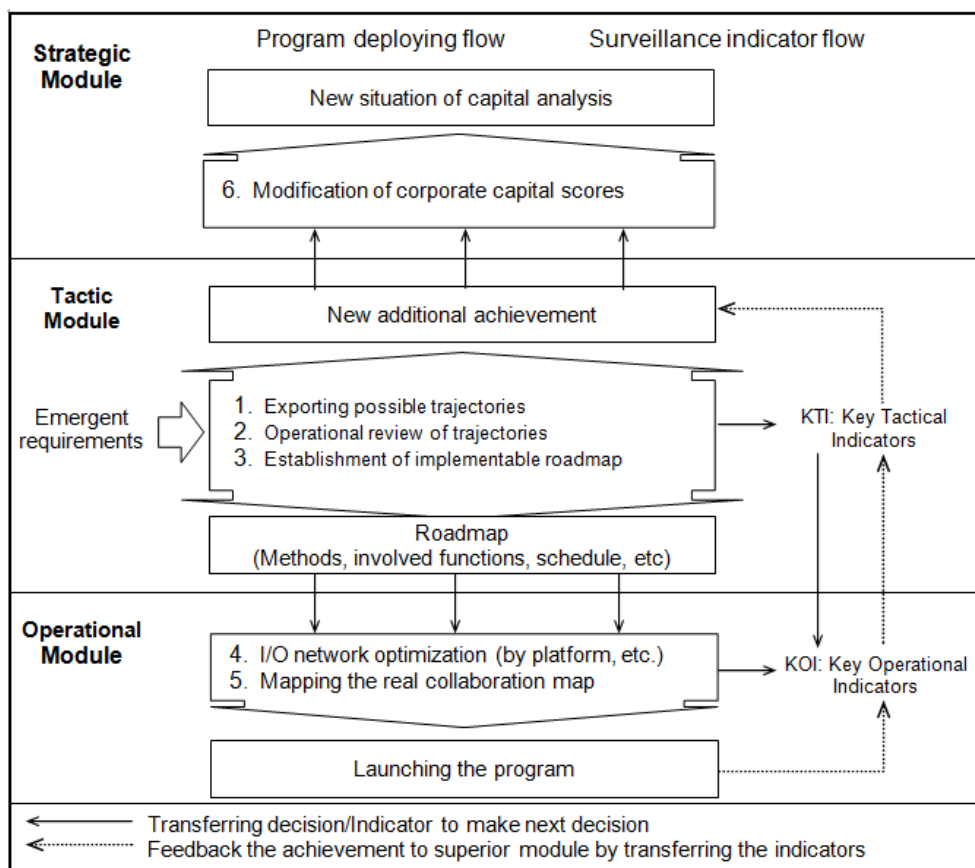 Program deploying flow
Surveillance indicator flow
Strategic
Module
New situation of capital analysis
6. Modification of corporate capital scores
Tactic
Module
New additional achievement
Emergent
requirements
1. Exporting possible trajectories
2. Operational review of trajectories
3. Establishment of implementable roadmap
KTI: Key Tactical
Indicators
Roadmap
(Methods, involved functions, schedule, etc)
Operational
Module
4. I/O network optimization (by platform, etc.)
5. Mapping the real collaboration map
KOI: Key Operational
Indicators
Launching the program
Transferring decision/Indicator to make next decision
Feedback the achievement to superior module by transferring the indicators